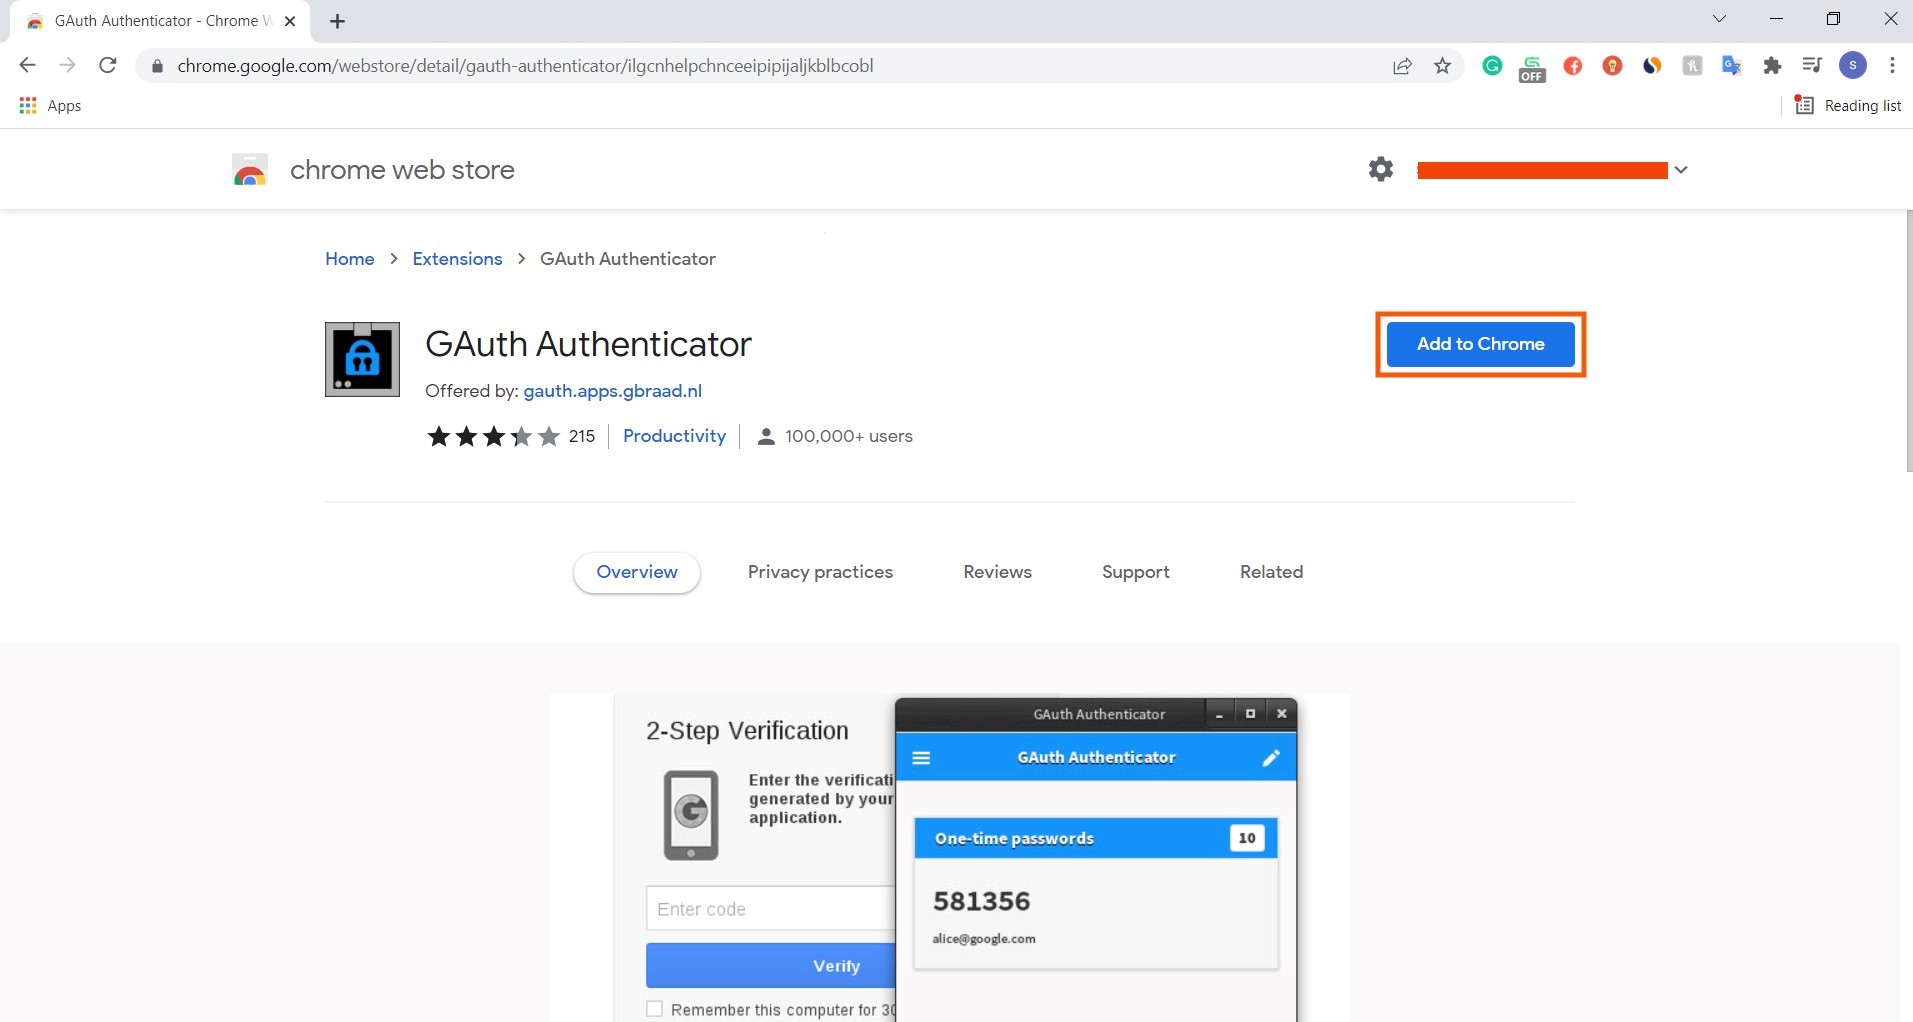 GAuth Authenticator - Chrome W
chrome.google.com/webstore/detail/gauth-authenticator/ilgcnhelpchnceeipipijaljkblbcobl
OFF
S
Apps
Reading list
chrome web store
Home > Extensions > GAuth Authenticator
GAuth Authenticator
Add to Chrome
Offered by: gauth.apps.gbraad.nl
215 Productivity 100,000+ users
Overview
Privacy practices
Reviews
Support
Related
2-Step Verification
Enter the verificati
generated by your
application.
Enter code
Verify
Remember this computer for 30
GAuth Authenticator
GAuth Authenticator
One-time passwords 10
581356
alice@google.com